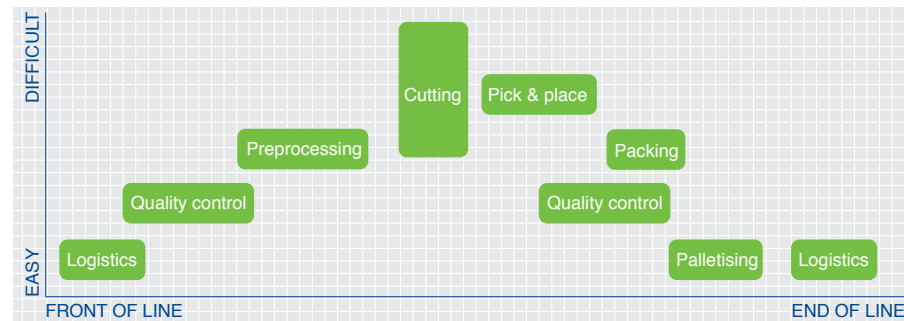 DIFFICULT
EASY
Cutting
Pick & place
Preprocessing
Packing
Quality control
Quality control
Logistics
Palletising
Logistics
FRONT OF LINE
END OF LINE